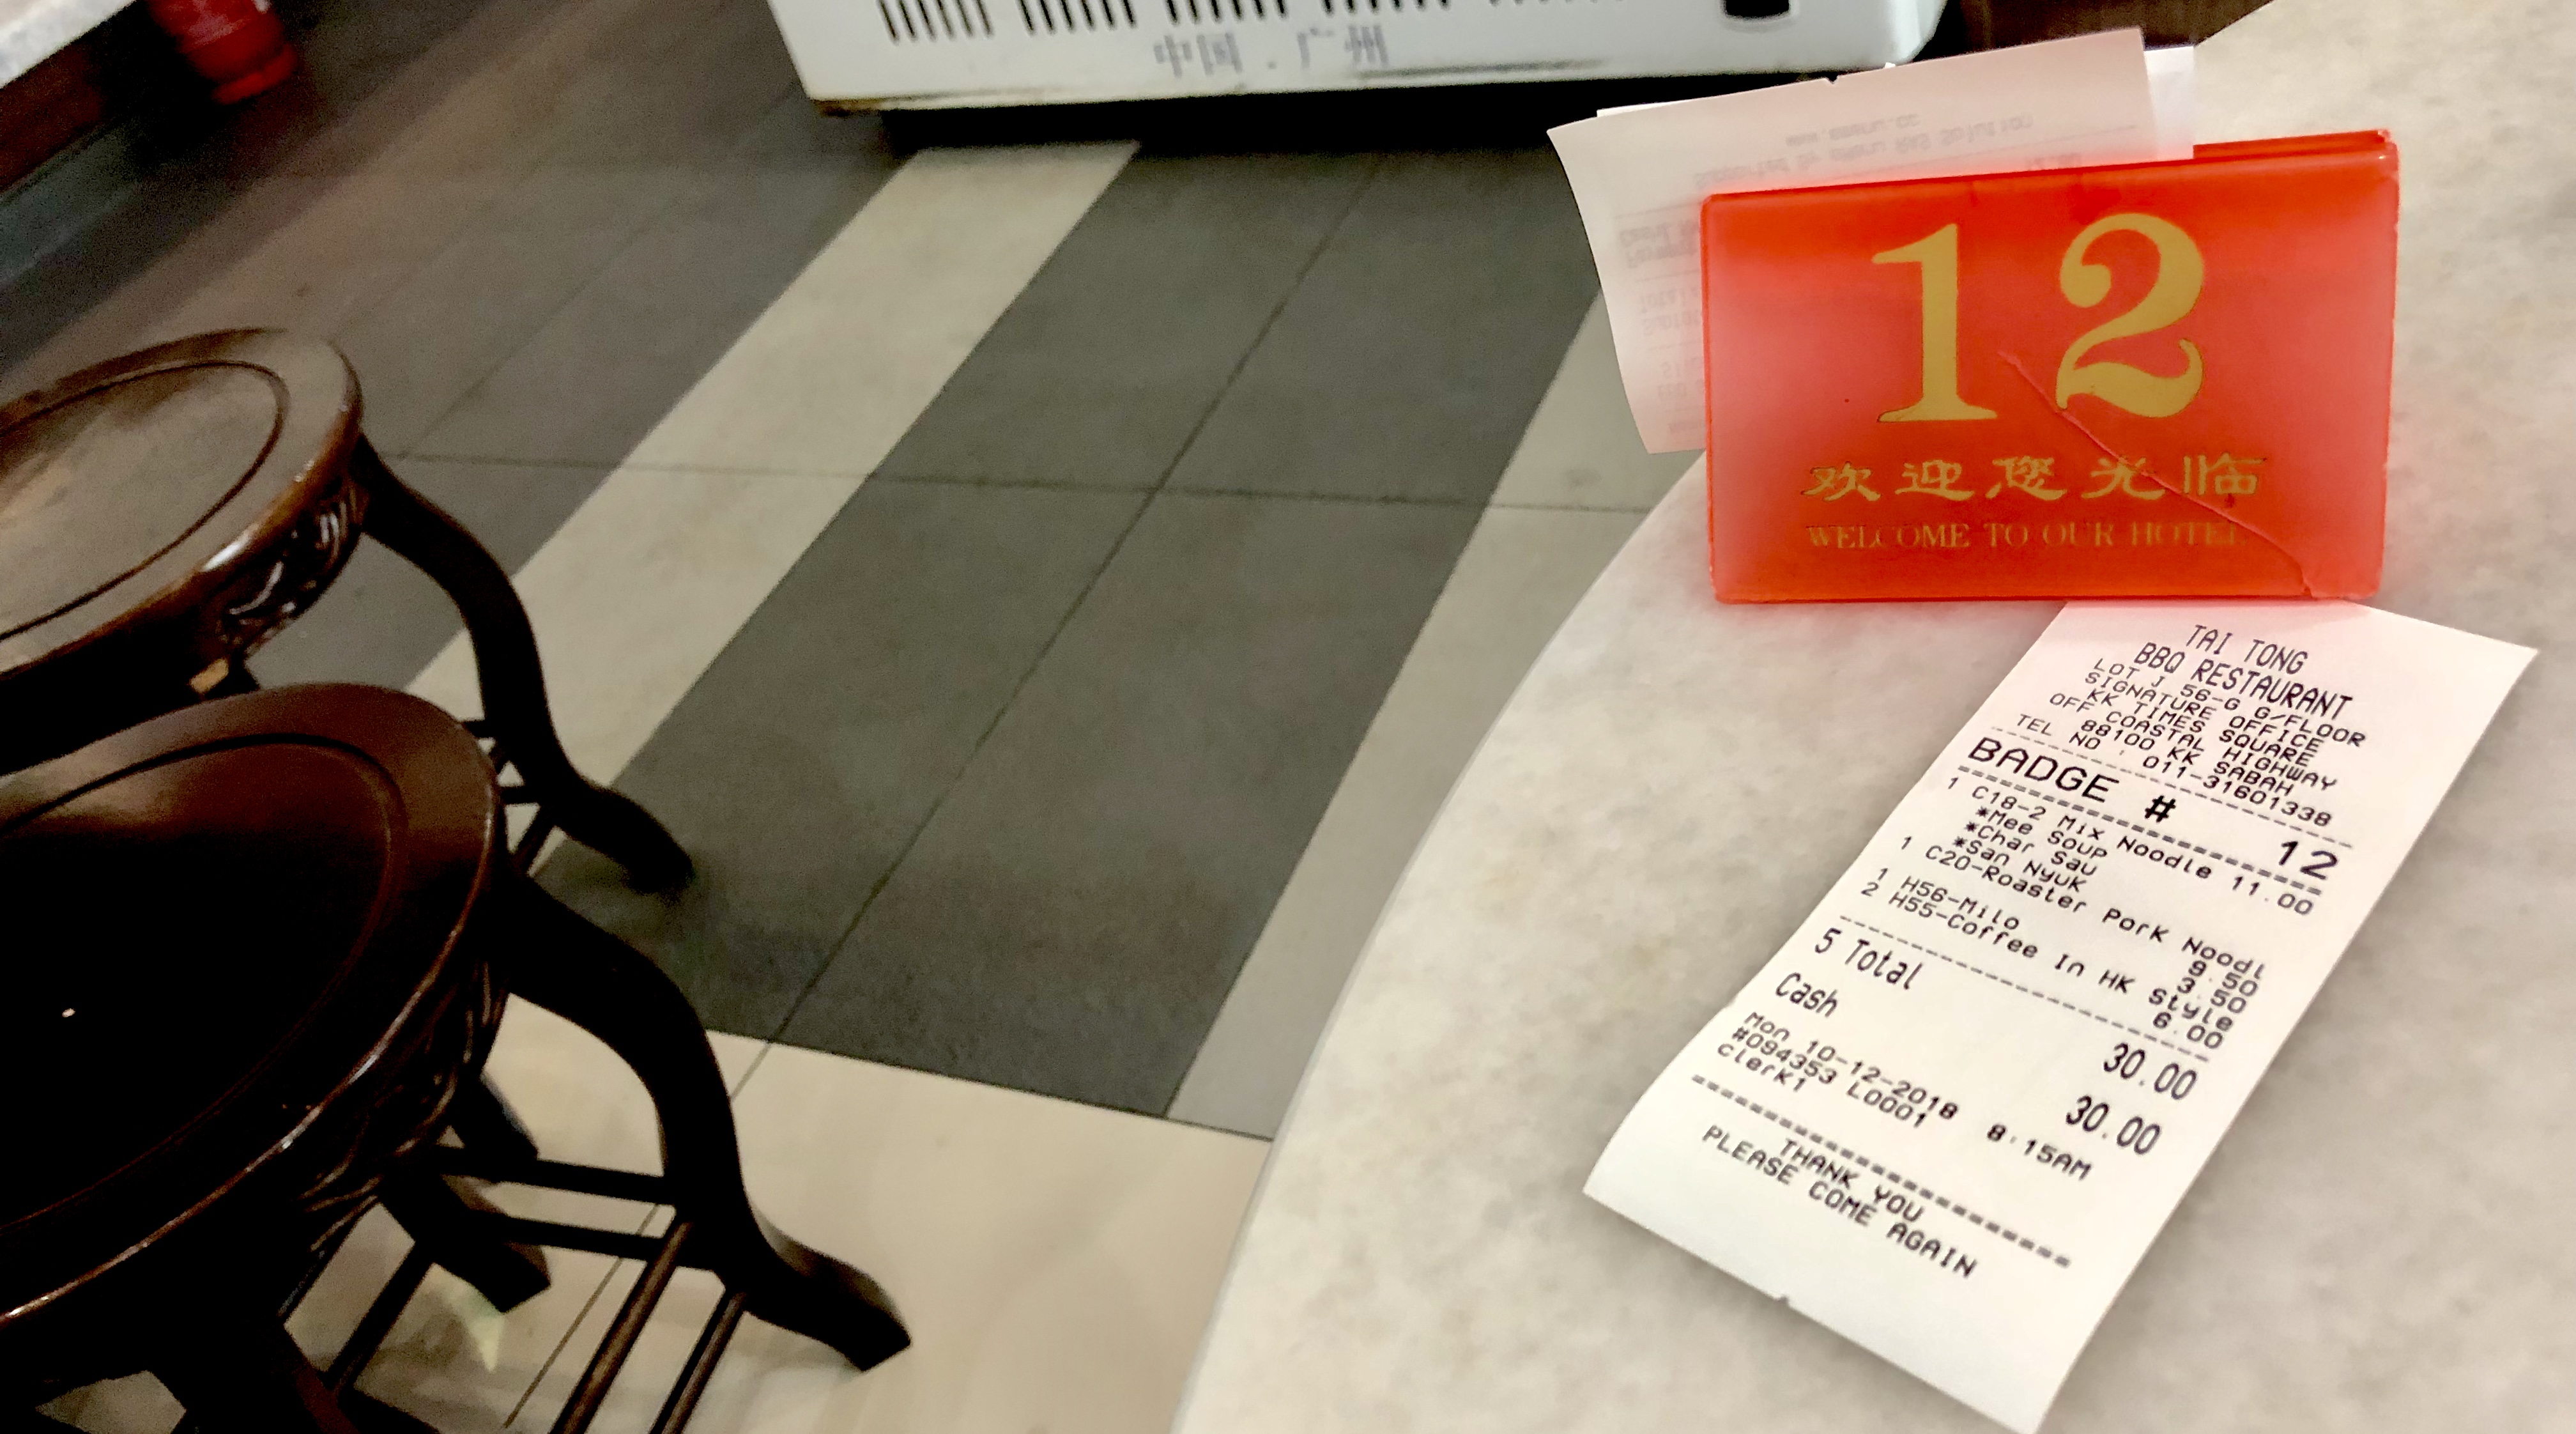 中国.广州
www.qmenu.cc
12
欢迎您光临
WELCOME TO OUR HOTEL
TAI TONG
BBQ RESTAURANT
LOT J 56-G G/FLOOR
SIGNATURE OFFICE
KK TIMES SQUARE
OFF COASTAL HIGHWAY
88100 KK SABAH
TEL NO : 011-31601338
BADGE # 12
1 C18-2 Mix Noodle 11.00
*Mee Soup
*Char Sau
*San Nyuk
1 C20-Roaster Pork Noodl
9.50
1 H56-Milo 3.50
2 H55-Coffee In HK Style
6.00
5 Total 30.00
Cash 30.00
Mon 10-12-2018 8:15AM
#094353 L0001
clerk1
THANK YOU
PLEASE COME AGAIN